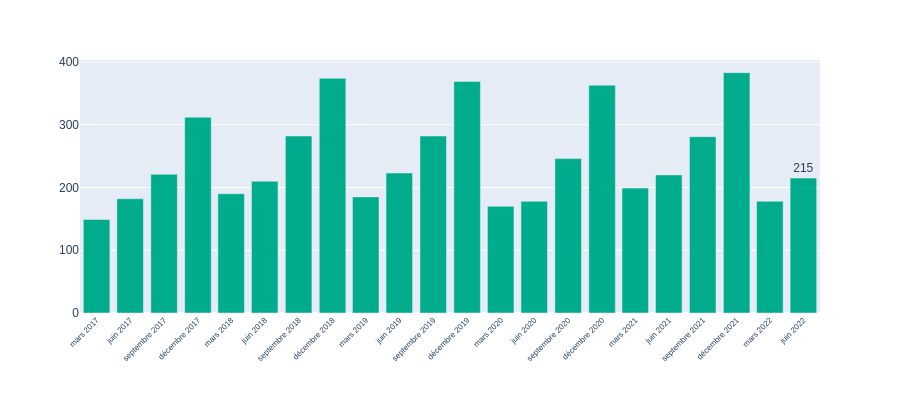 400
300
200
100
0
215
mars 2017
juin 2017
septembre 2017
décembre 2017
mars 2018
juin 2018
septembre 2018
décembre 2018
mars 2019
juin 2019
septembre 2019
décembre 2019
mars 2020
juin 2020
septembre 2020
décembre 2020
mars 2021
juin 2021
septembre 2021
décembre 2021
mars 2022
juin 2022